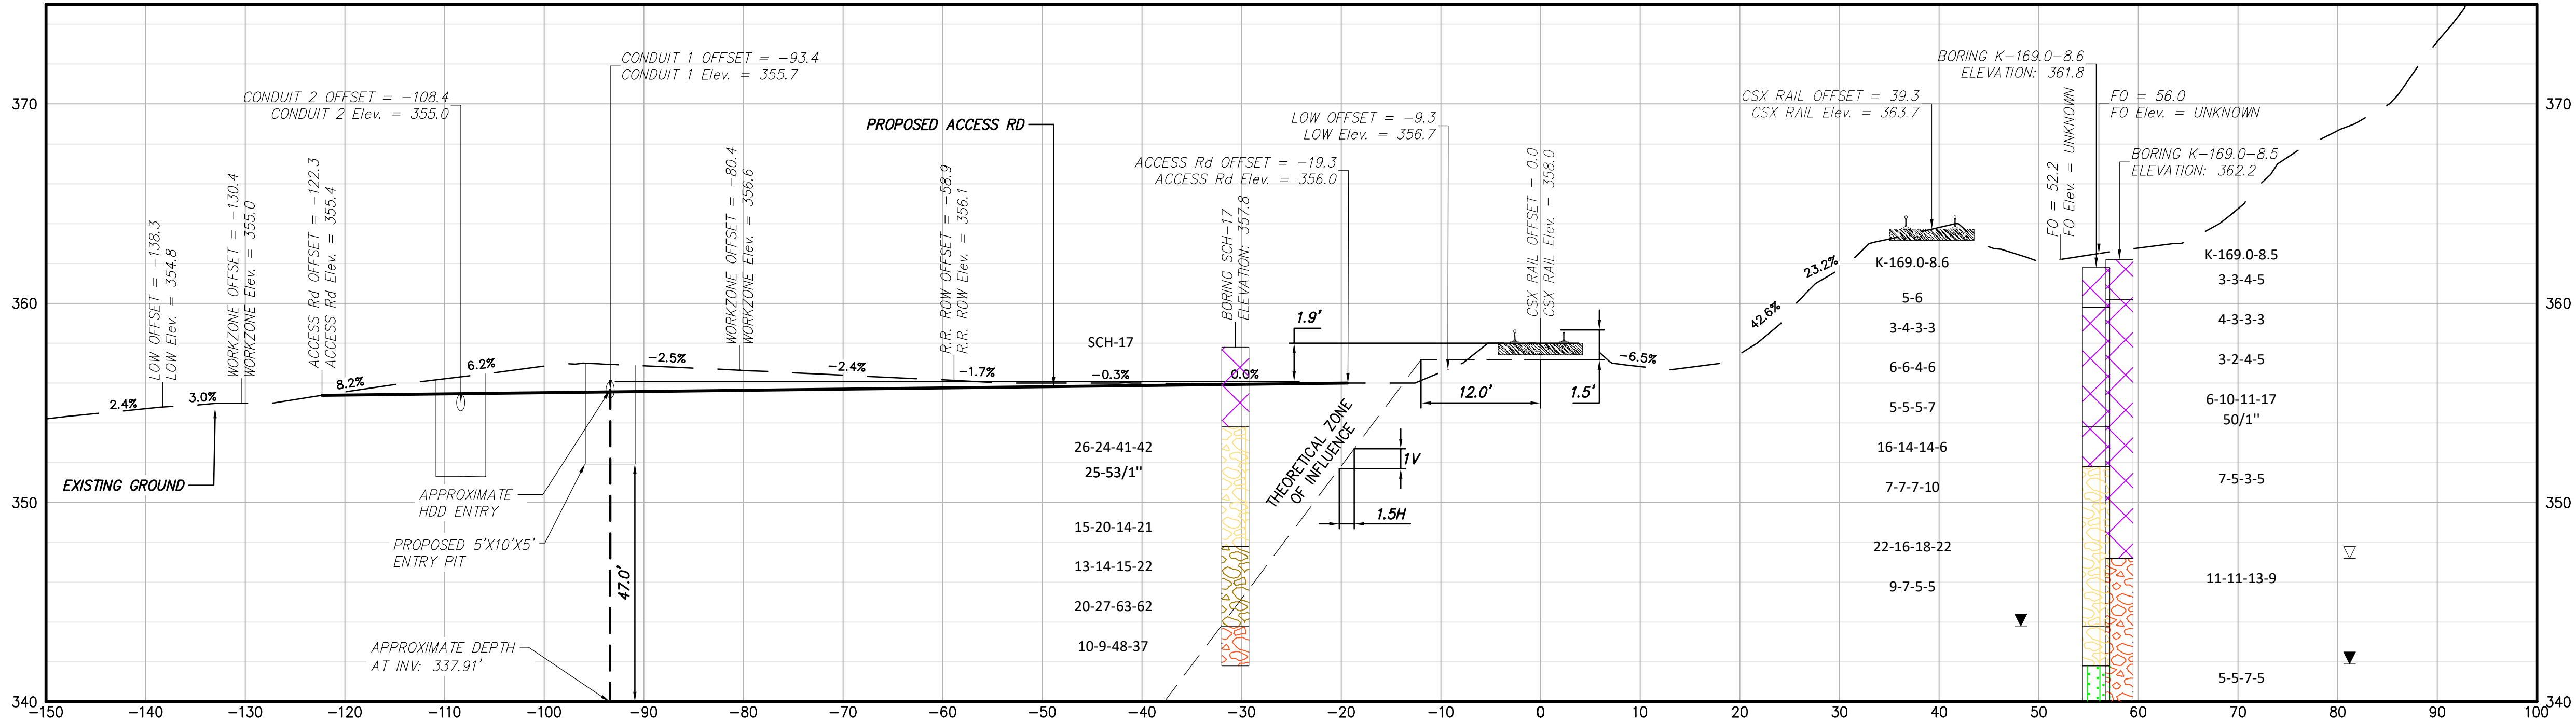 CONDUIT 1 OFFSET = -93.4
CONDUIT 1 Elev. = 355.7
CONDUIT 2 OFFSET = -108.4
CONDUIT 2 Elev. = 355.0
PROPOSED ACCESS RD
LOW OFFSET = -9.3
LOW Elev. = 356.7
ACCESS Rd OFFSET = -19.3
ACCESS Rd Elev. = 356.0
CSX RAIL OFFSET = 39.3
CSX RAIL Elev. = 363.7
BORING K-169.0-8.6
ELEVATION: 361.8
FO = 56.0
FO Elev. = UNKNOWN
BORING K-169.0-8.5
ELEVATION: 362.2
LOW OFFSET = -138.3
LOW Elev. = 354.8
WORKZONE OFFSET = -130.4
WORKZONE Elev. = 355.0
ACCESS Rd OFFSET = -122.3
ACCESS Rd Elev. = 355.4
WORKZONE OFFSET = -80.4
WORKZONE Elev. = 356.6
R.R. ROW OFFSET = -58.9
R.R. ROW Elev. = 356.1
BORING SCH-17
ELEVATION: 357.8
CSX RAIL OFFSET = 0.0
CSX RAIL Elev. = 358.0
FO = 52.2
FO Elev. = UNKNOWN
370
360
350
340
370
360
350
340
2.4%
3.0%
8.2%
6.2%
-2.5%
-2.4%
-1.7%
-0.3%
0.0%
-6.5%
42.6%
23.2%
1.9'
12.0'
1.5'
EXISTING GROUND
APPROXIMATE
HDD ENTRY
PROPOSED 5'X10'X5'
ENTRY PIT
47.0'
APPROXIMATE DEPTH
AT INV: 337.91'
THEORETICAL ZONE
OF INFLUENCE
1V
1.5H
SCH-17
26-24-41-42
25-53/1"
15-20-14-21
13-14-15-22
20-27-63-62
10-9-48-37
K-169.0-8.6
5-6
3-4-3-3
6-6-4-6
5-5-5-7
16-14-14-6
7-7-7-10
22-16-18-22
9-7-5-5
K-169.0-8.5
3-3-4-5
4-3-3-3
3-2-4-5
6-10-11-17
50/1"
7-5-3-5
11-11-13-9
5-5-7-5
-150 -140 -130 -120 -110 -100 -90 -80 -70 -60 -50 -40 -30 -20 -10 0 10 20 30 40 50 60 70 80 90 100